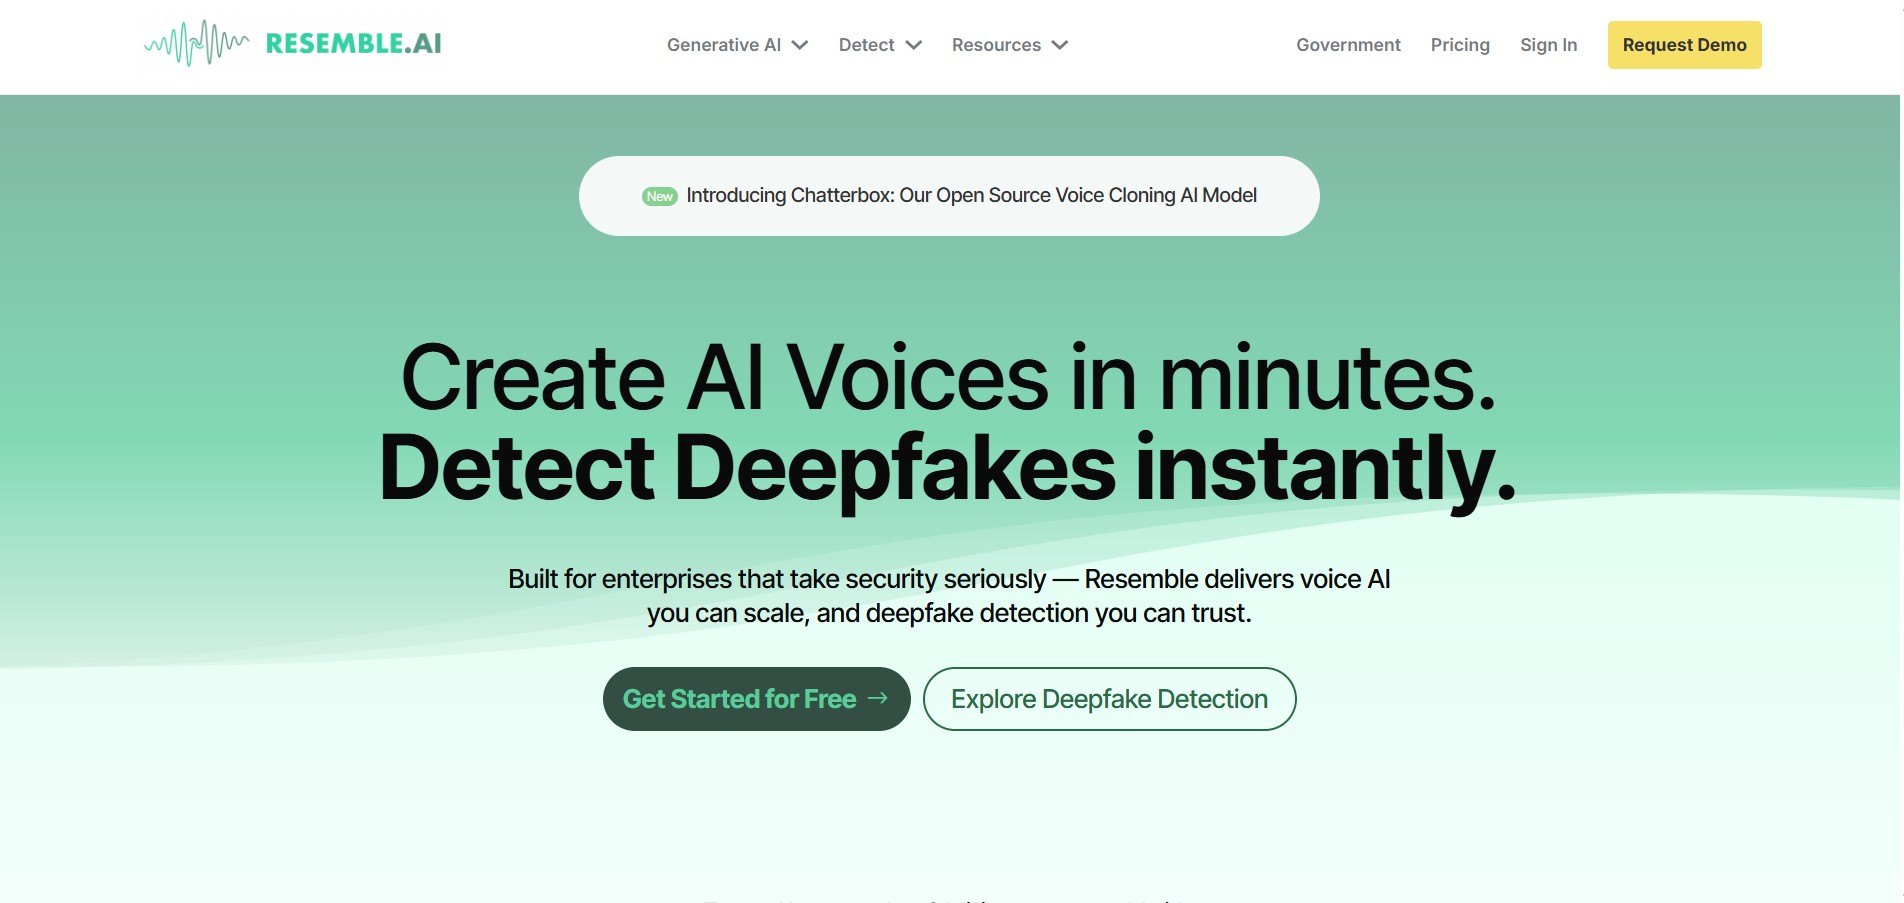 RESEMBLE.AI
Generative AI
Detect
Resources
Government
Pricing
Sign In
Request Demo
New Introducing Chatterbox: Our Open Source Voice Cloning AI Model
Create AI Voices in minutes.
Detect Deepfakes instantly.
Built for enterprises that take security seriously — Resemble delivers voice AI
you can scale, and deepfake detection you can trust.
Get Started for Free →
Explore Deepfake Detection